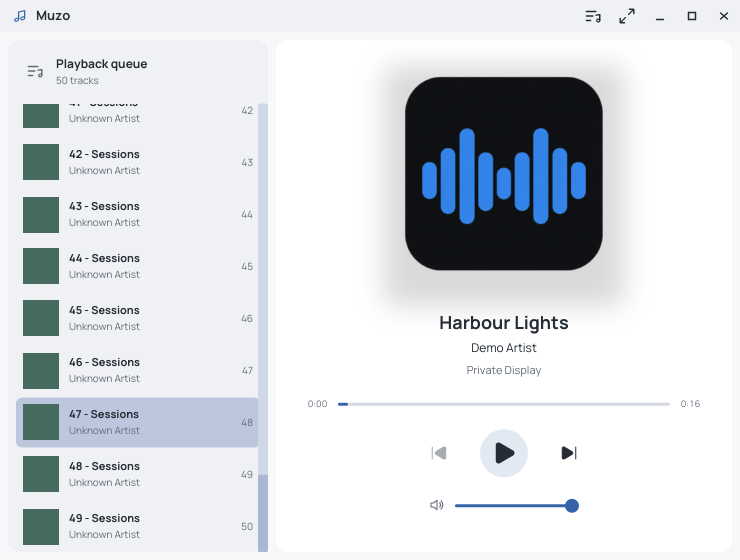 Muzo
Playback queue
50 tracks
42
Unknown Artist
42 - Sessions
Unknown Artist
43
43 - Sessions
Unknown Artist
44
44 - Sessions
Unknown Artist
45
45 - Sessions
Unknown Artist
46
46 - Sessions
Unknown Artist
47
47 - Sessions
Unknown Artist
48
48 - Sessions
Unknown Artist
49
49 - Sessions
Unknown Artist
50
Harbour Lights
Demo Artist
Private Display
0:00
0:16